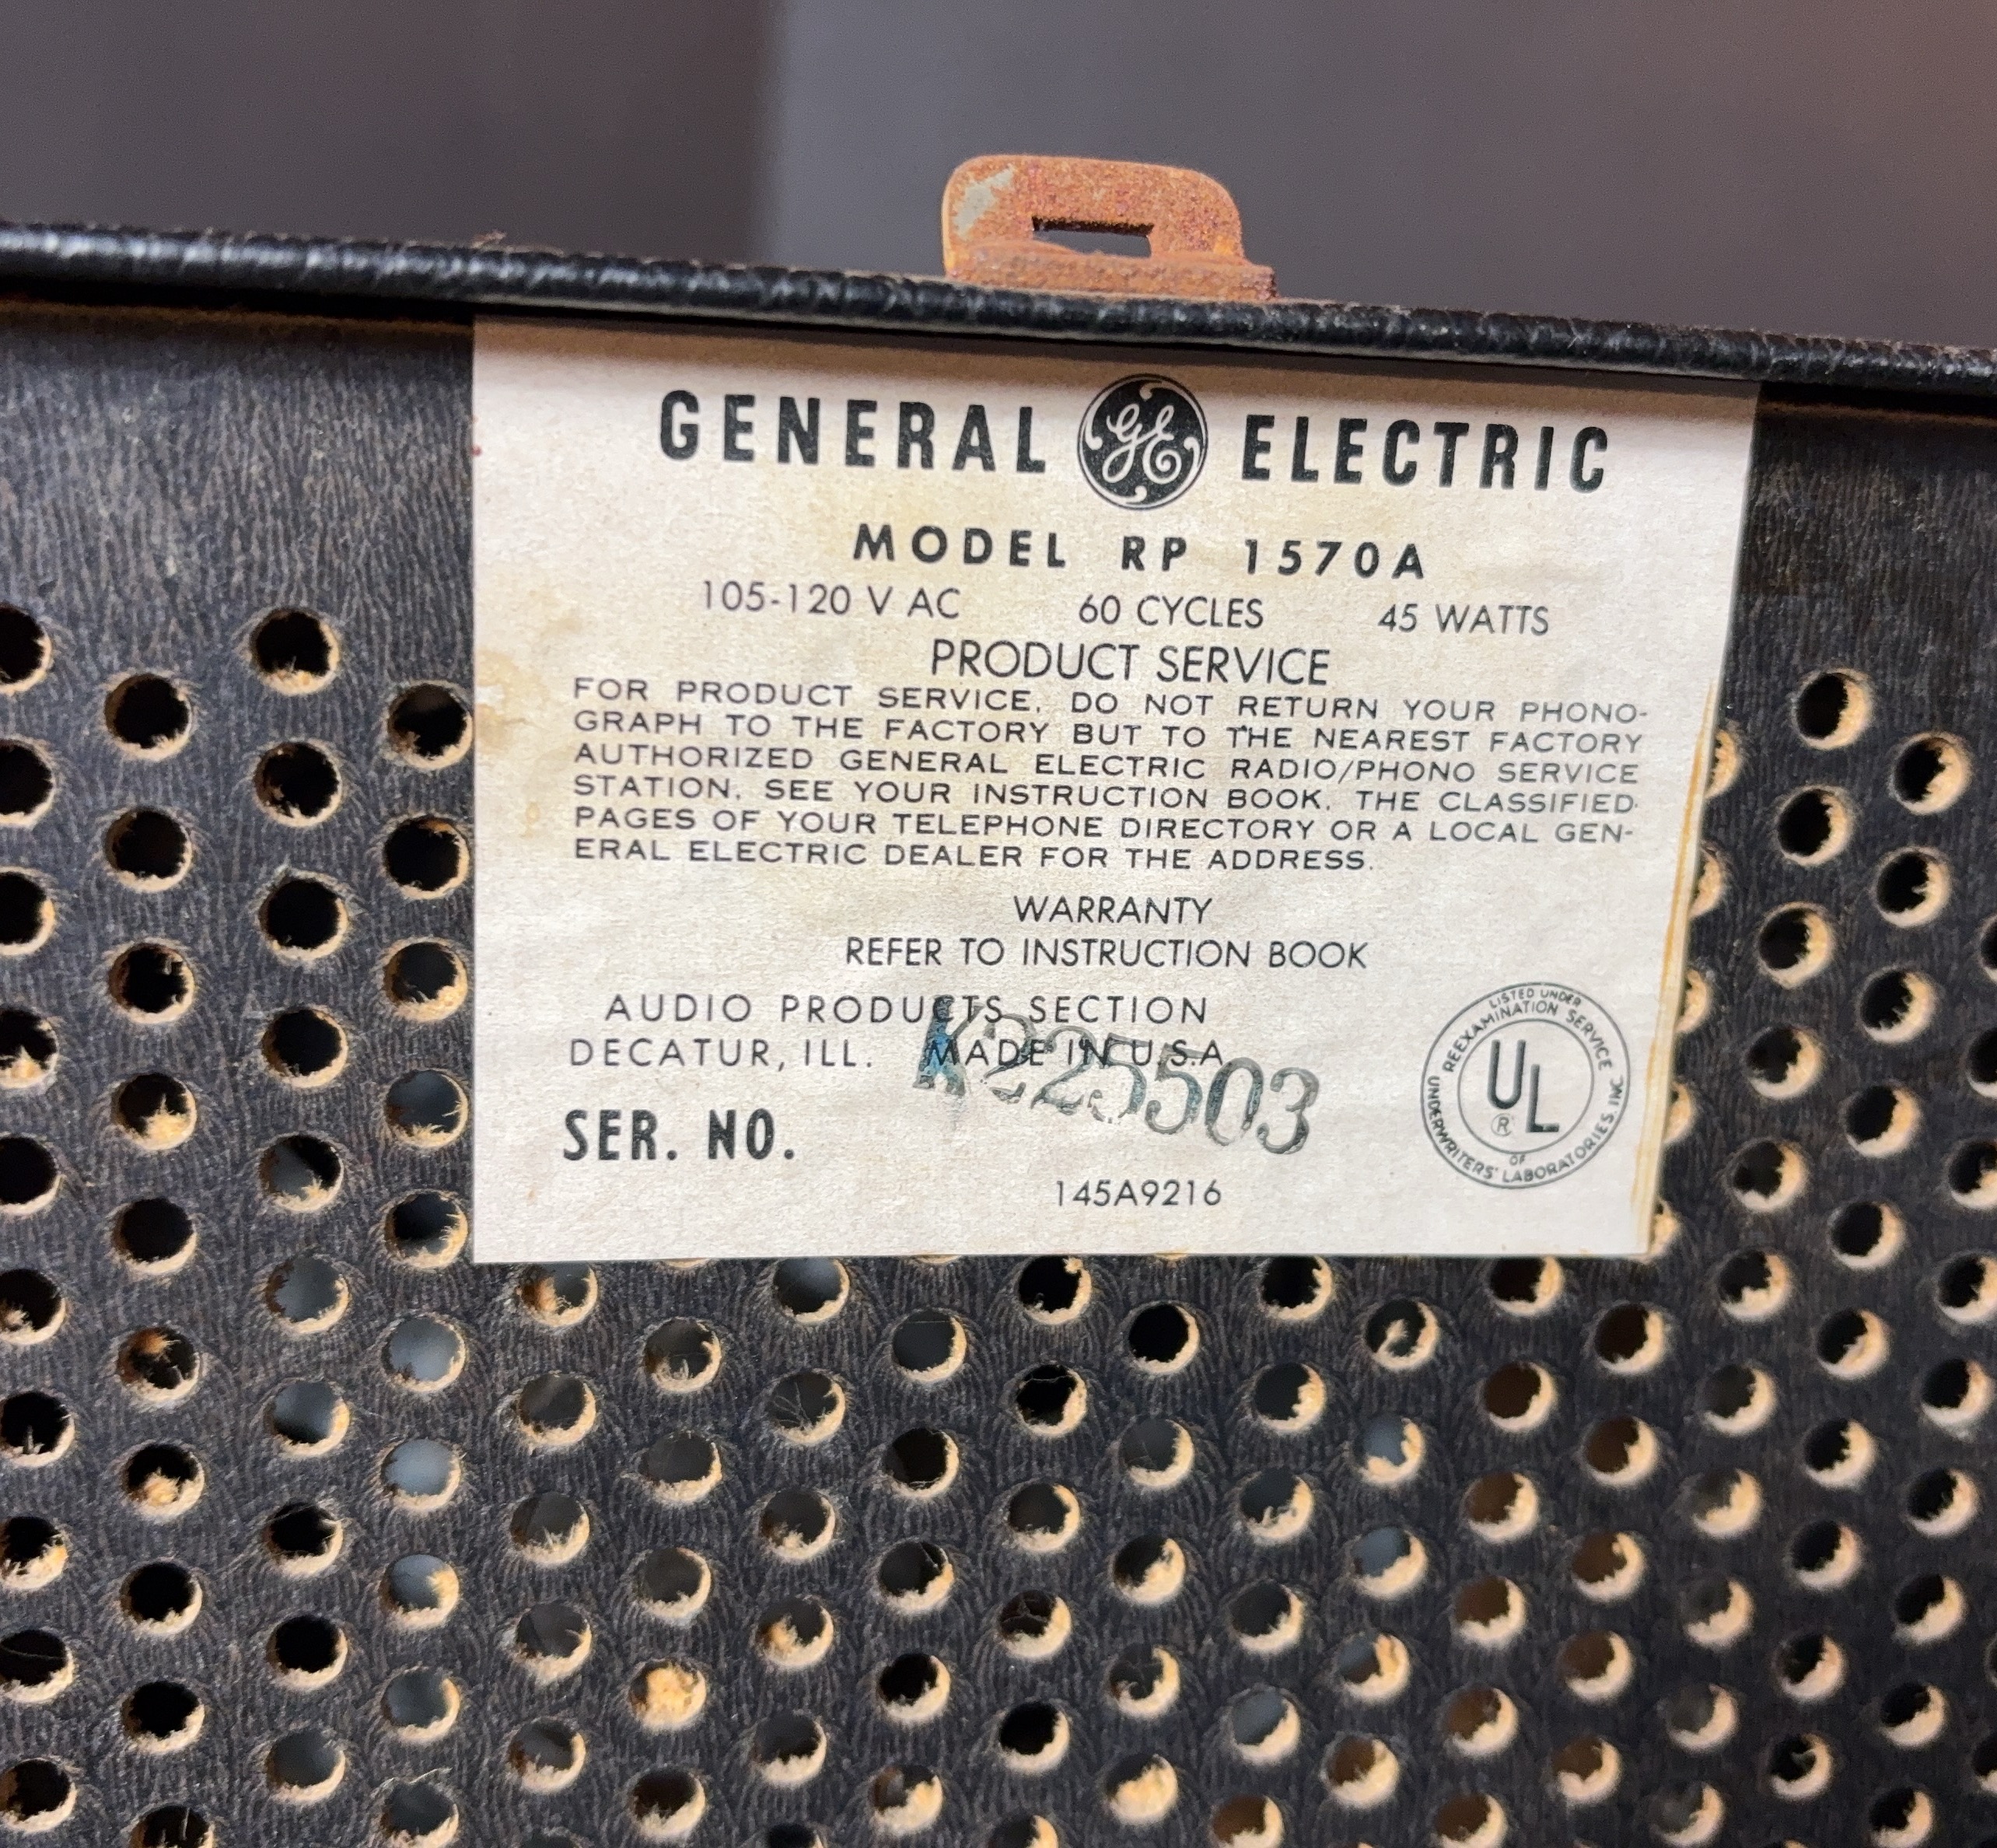 GENERAL GE ELECTRIC
MODEL RP 1570A
105-120 V AC 60 CYCLES 45 WATTS
PRODUCT SERVICE
FOR PRODUCT SERVICE, DO NOT RETURN YOUR PHONO-
GRAPH TO THE FACTORY BUT TO THE NEAREST FACTORY
AUTHORIZED GENERAL ELECTRIC RADIO/PHONO SERVICE
STATION. SEE YOUR INSTRUCTION BOOK, THE CLASSIFIED
PAGES OF YOUR TELEPHONE DIRECTORY OR A LOCAL GEN-
ERAL ELECTRIC DEALER FOR THE ADDRESS.
WARRANTY
REFER TO INSTRUCTION BOOK
AUDIO PRODUCTS SECTION
DECATUR, ILL. MADE IN U.S.A
K225503
SER. NO.
145A9216
LISTED UNDER
REEXAMINATION SERVICE
UL
®
OF
UNDERWRITERS' LABORATORIES, INC